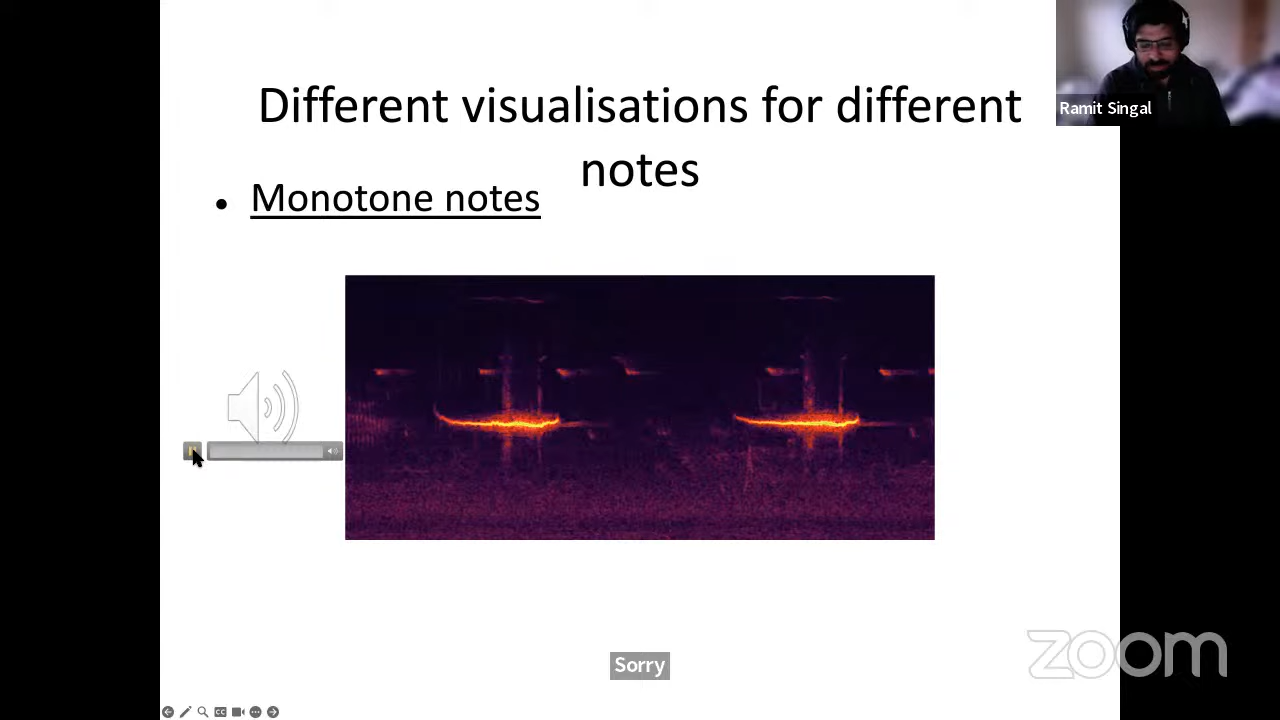 Different visualisations for different
notes
Ramit Singal
• Monotone notes
Sorry
zoom